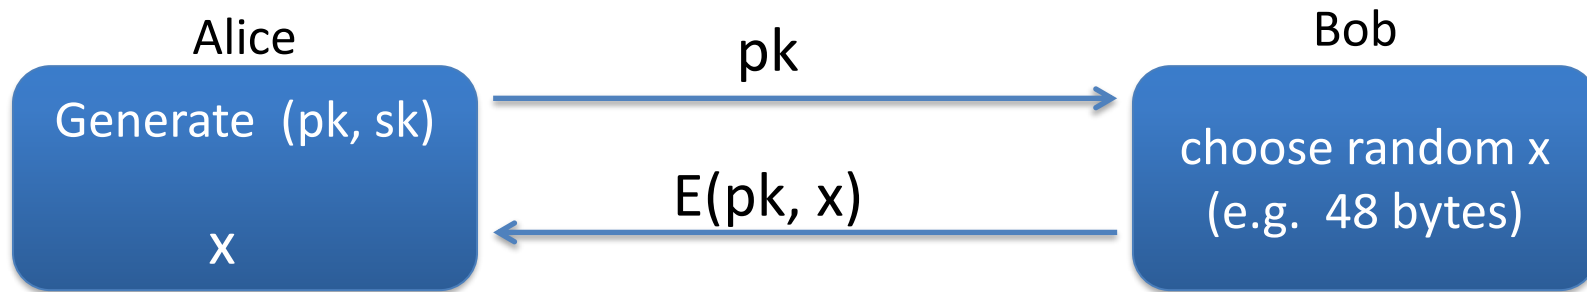 Alice
Generate (pk, sk)
x
pk
E(pk, x)
Bob
choose random x
(e.g. 48 bytes)